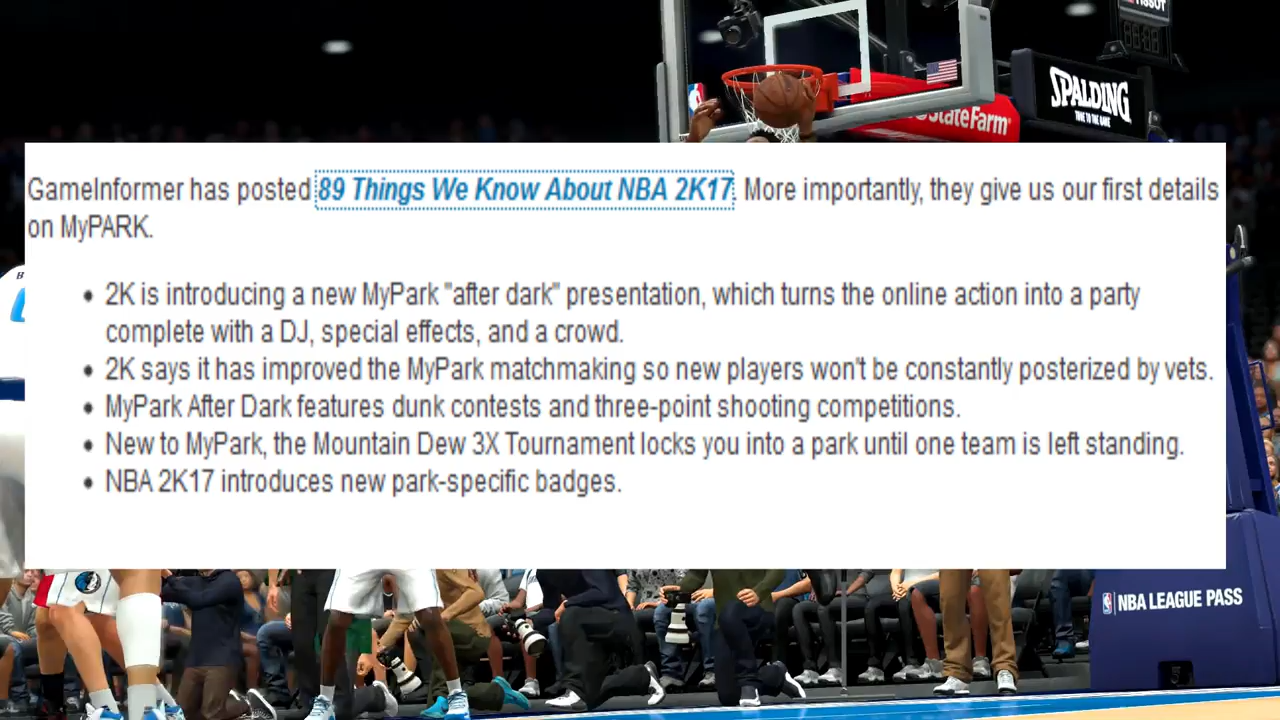 TISSOT
SPALDING
TRUE TO THE GAME
StateFarm
GameInformer has posted 89 Things We Know About NBA 2K17. More importantly, they give us our first details
on MyPARK.
• 2K is introducing a new MyPark "after dark" presentation, which turns the online action into a party
complete with a DJ, special effects, and a crowd.
• 2K says it has improved the MyPark matchmaking so new players won't be constantly posterized by vets.
• MyPark After Dark features dunk contests and three-point shooting competitions.
• New to MyPark, the Mountain Dew 3X Tournament locks you into a park until one team is left standing.
• NBA 2K17 introduces new park-specific badges.
NBA LEAGUE PASS